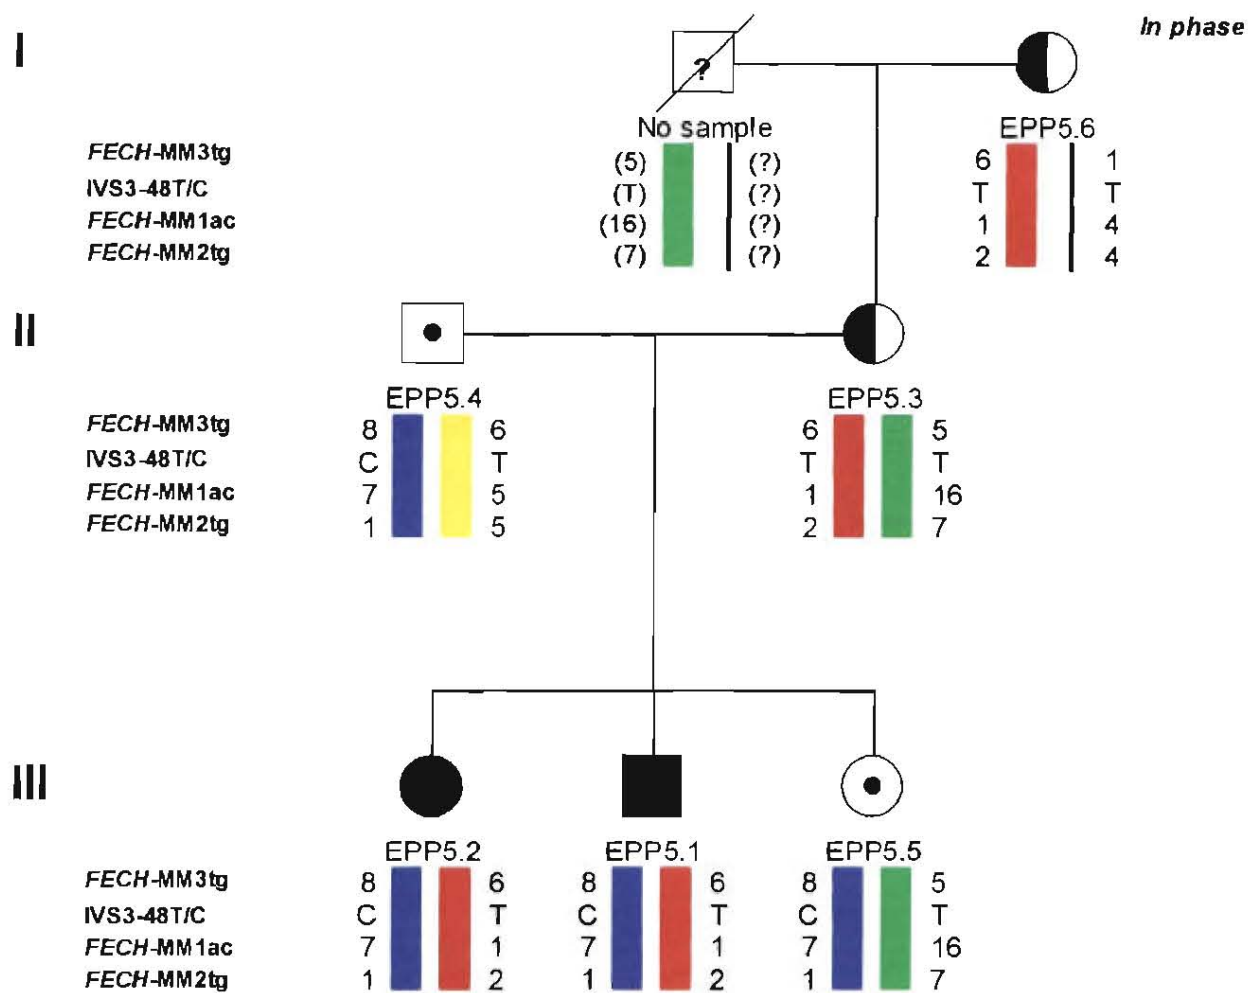 In phase
I
?
No sample EPP5.6
FECH-MM3tg (5) (?) 6 1
IVS3-48T/C (T) (?) T T
FECH-MM1ac (16) (?) 1 4
FECH-MM2tg (7) (?) 2 4
II
EPP5.4 EPP5.3
FECH-MM3tg 8 6 6 5
IVS3-48T/C C T T T
FECH-MM1ac 7 5 1 16
FECH-MM2tg 1 5 2 7
III
EPP5.2 EPP5.1 EPP5.5
FECH-MM3tg 8 6 8 6 8 5
IVS3-48T/C C T C T C T
FECH-MM1ac 7 1 7 1 7 16
FECH-MM2tg 1 2 1 2 1 7